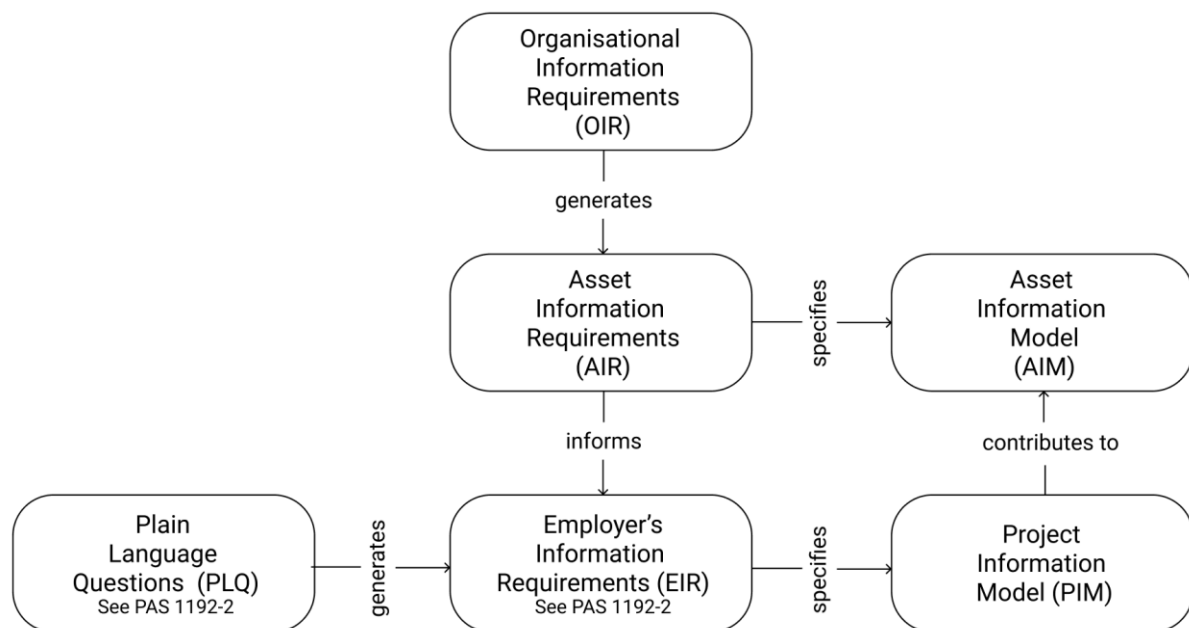 Organisational
Information
Requirements
(OIR)
generates
Asset
Information
Requirements
(AIR)
specifies
Asset
Information
Model
(AIM)
informs
contributes to
Plain
Language
Questions (PLQ)
See PAS 1192-2
generates
Employer’s
Information
Requirements (EIR)
See PAS 1192-2
specifies
Project
Information
Model (PIM)